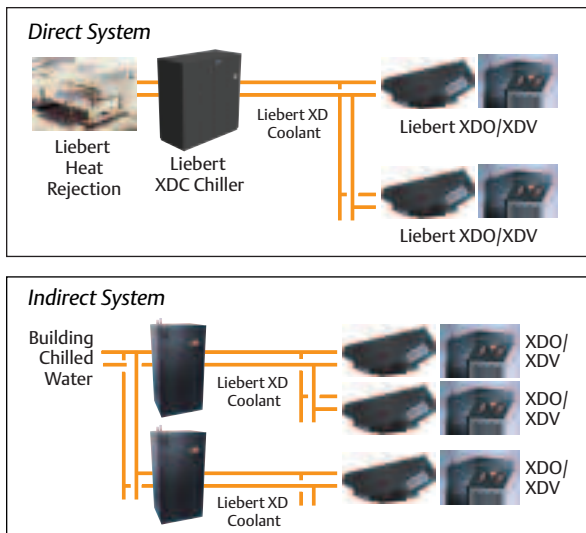 Direct System
Liebert
Heat
Rejection
Liebert
XDC Chiller
Liebert XD
Coolant
Liebert XDO/XDV
Liebert XDO/XDV
Indirect System
Building
Chilled
Water
Liebert XD
Coolant
XDO/
XDV
XDO/
XDV
Liebert XD
Coolant
XDO/
XDV